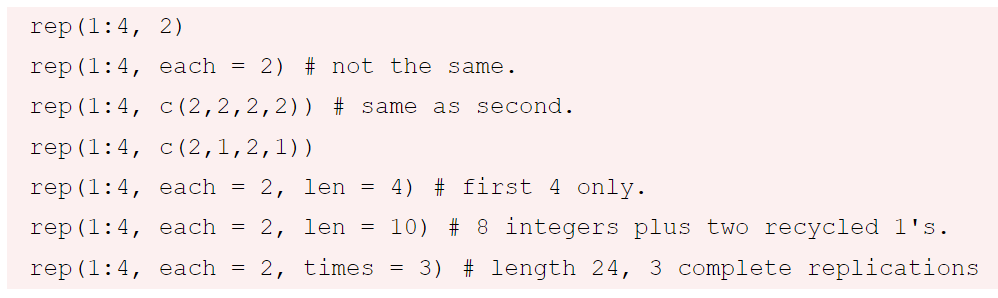 rep(1:4, 2)
rep(1:4, each = 2) # not the same.
rep(1:4, c(2,2,2,2)) # same as second.
rep(1:4, c(2,1,2,1))
rep(1:4, each = 2, len = 4) # first 4 only.
rep(1:4, each = 2, len = 10) # 8 integers plus two recycled 1's.
rep(1:4, each = 2, times = 3) # length 24, 3 complete replications